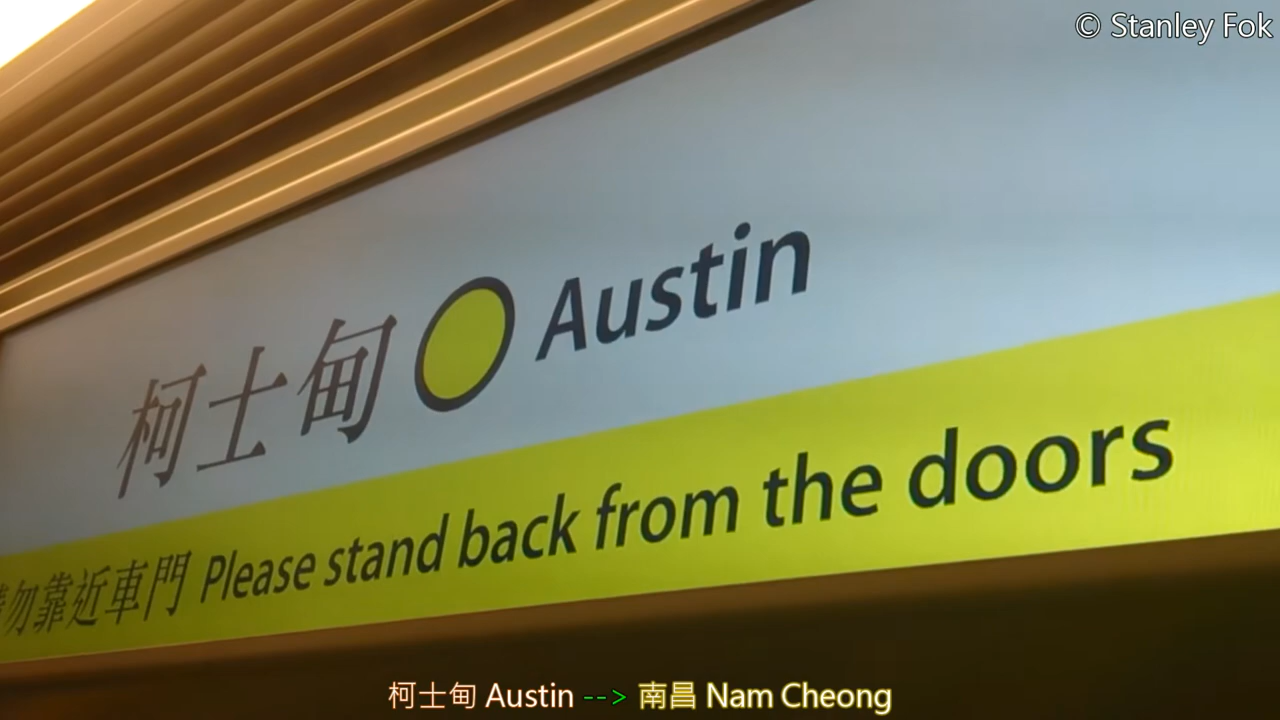 © Stanley Fok
柯士甸 Austin
請勿靠近車門 Please stand back from the doors
柯士甸 Austin --> 南昌 Nam Cheong